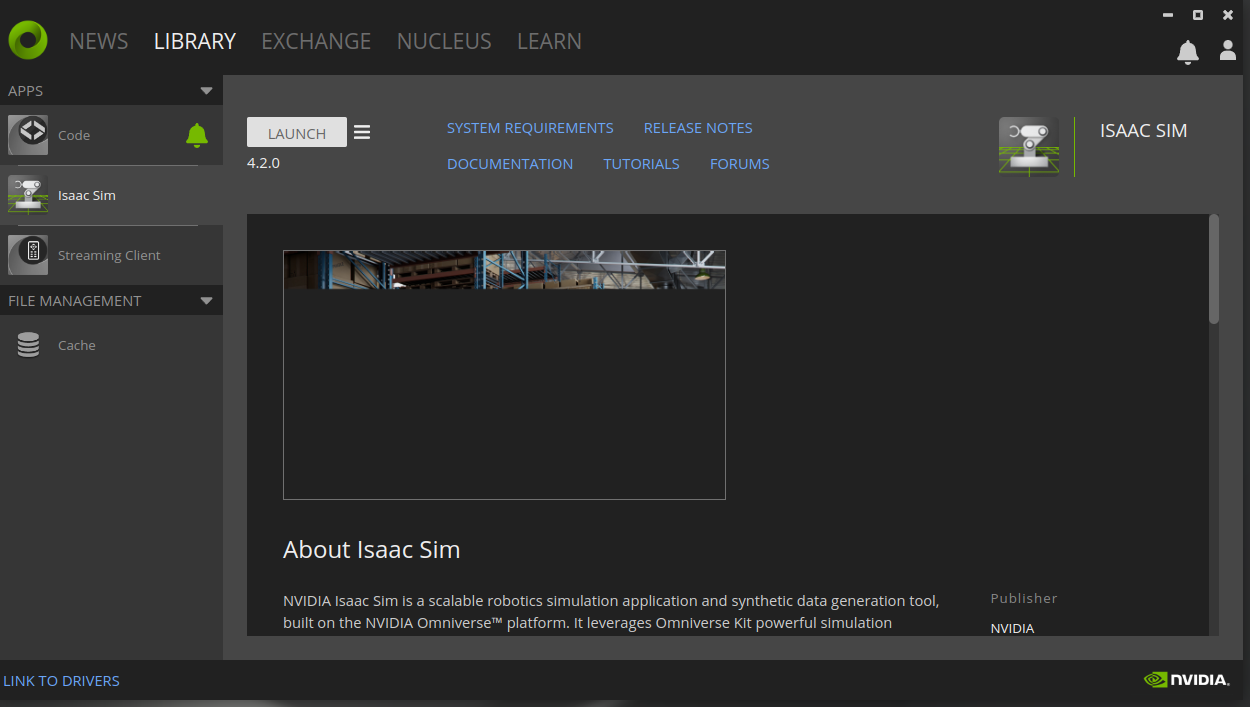 NEWS LIBRARY EXCHANGE NUCLEUS LEARN
APPS
Code
Isaac Sim
Streaming Client
FILE MANAGEMENT
Cache
LAUNCH
4.2.0
SYSTEM REQUIREMENTS RELEASE NOTES
DOCUMENTATION TUTORIALS FORUMS
ISAAC SIM
About Isaac Sim
NVIDIA Isaac Sim is a scalable robotics simulation application and synthetic data generation tool,
built on the NVIDIA Omniverse™ platform. It leverages Omniverse Kit powerful simulation
Publisher
NVIDIA
LINK TO DRIVERS
NVIDIA.